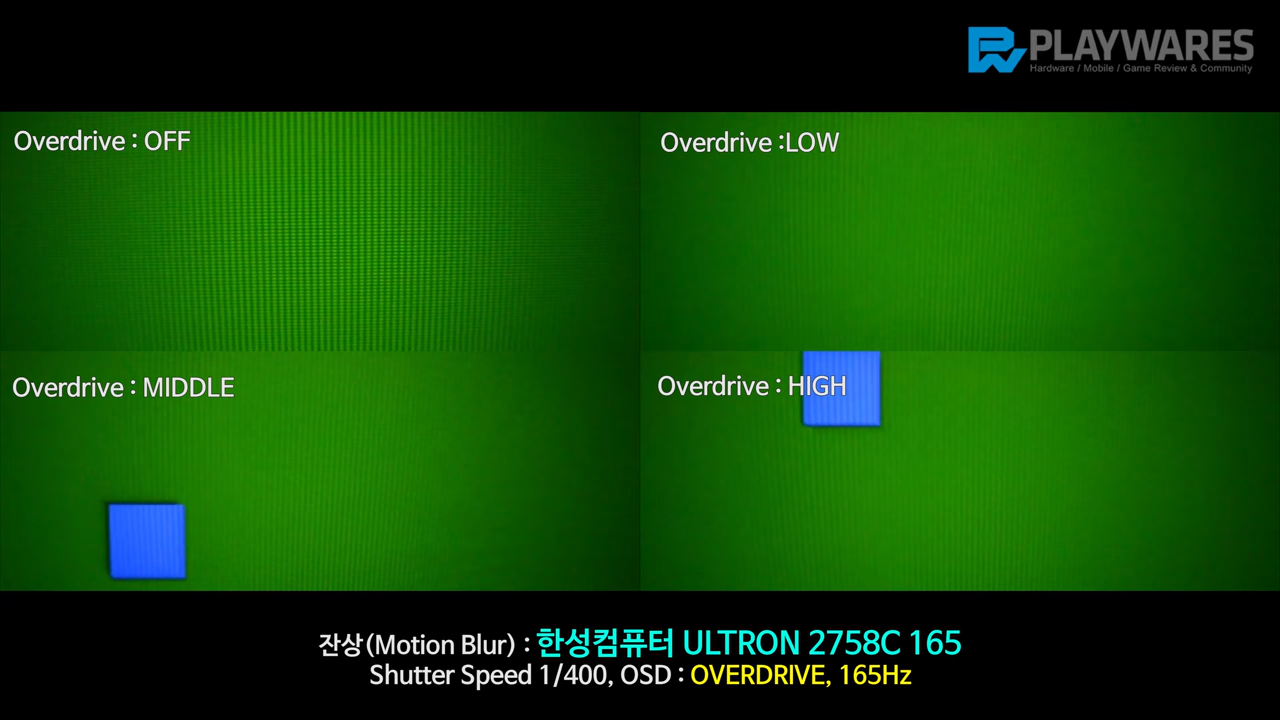 PLAYWARES
Hardware / Mobile / Game Review & Community
Overdrive : OFF
Overdrive :LOW
Overdrive : MIDDLE
Overdrive : HIGH
잔상(Motion Blur) : 한성컴퓨터 ULTRON 2758C 165
Shutter Speed 1/400, OSD : OVERDRIVE, 165Hz